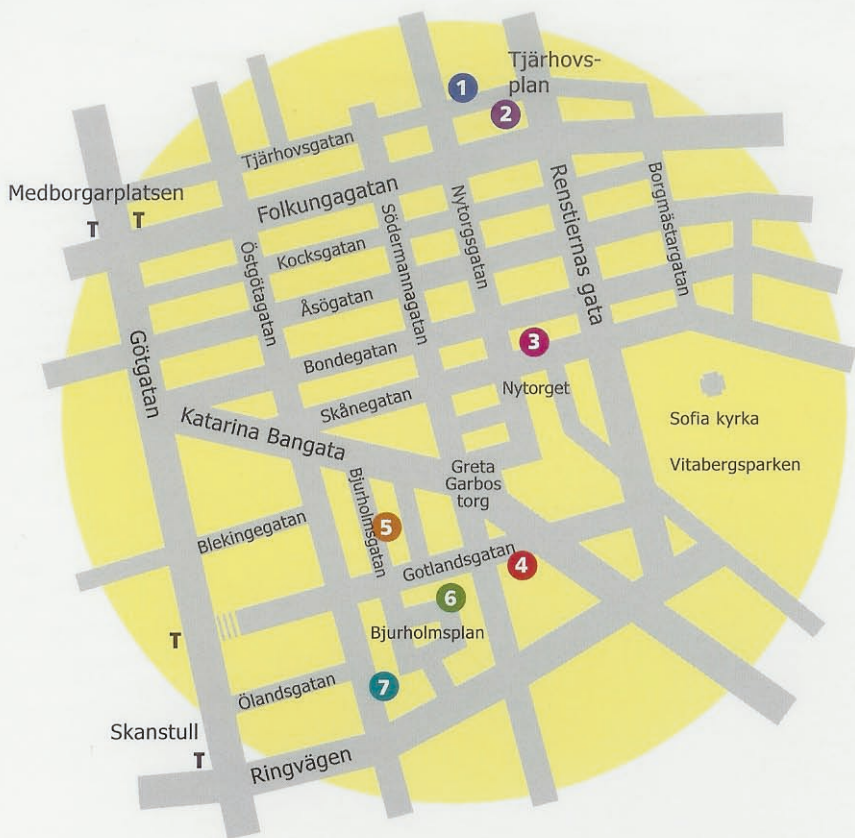 Tjärhovs-
plan
1
2
Tjärhovsgatan
Medborgarplatsen
T
T
Folkungagatan
Kocksgatan
Östgötagatan
Södermannagatan
Nytorgsgatan
Renstiernas gata
Borgmästargatan
Åsögatan
Götgatan
Bondegatan
3
Skånegatan
Nytorget
Katarina Bangata
Sofia kyrka
Vitabergsparken
Greta
Garbos
torg
Bjurholmsgatan
5
Blekingegatan
Gotlandsgatan
4
6
T
Bjurholmsplan
Ölandsgatan
7
Skanstull
T
Ringvägen